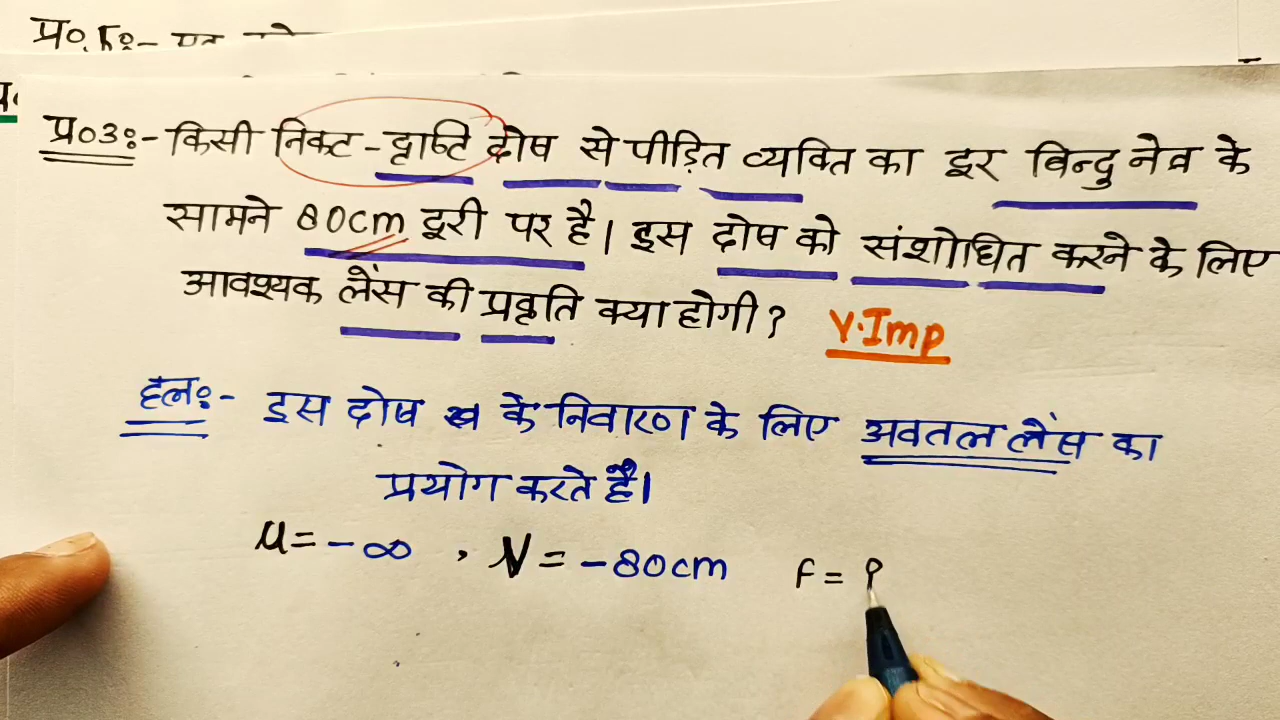 प्र०3:- किसी निकट-दृष्टि दोष से पीड़ित व्यक्ति का दूर बिन्दु नेत्र के
सामने 80cm दूरी पर है। इस दोष को संशोधित करने के लिए
आवश्यक लेंस की प्रकृति क्या होगी? V.Imp
हल:- इस दोष के निवारण के लिए अवतल लेंस का
प्रयोग करते हैं।
u = -∞ , V = -80cm F = ?